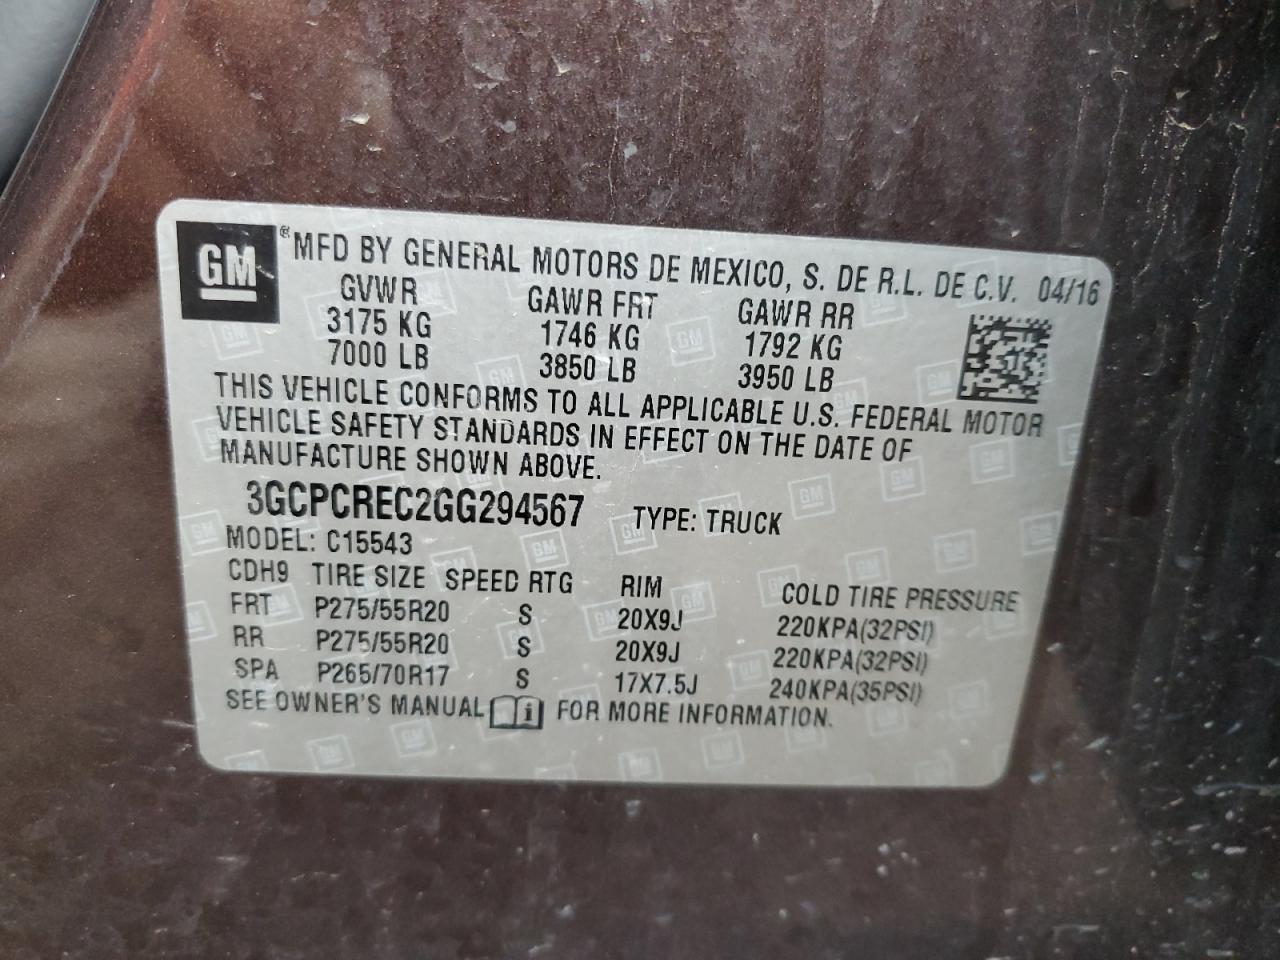 GM ® MFD BY GENERAL MOTORS DE MEXICO, S. DE R.L. DE C.V. 04/16
GVWR GAWR FRT GAWR RR
3175 KG 1746 KG 1792 KG
7000 LB 3850 LB 3950 LB
THIS VEHICLE CONFORMS TO ALL APPLICABLE U.S. FEDERAL MOTOR
VEHICLE SAFETY STANDARDS IN EFFECT ON THE DATE OF
MANUFACTURE SHOWN ABOVE.
3GCPCREC2GG294567 TYPE: TRUCK
MODEL: C15543
CDH9 TIRE SIZE SPEED RTG RIM COLD TIRE PRESSURE
FRT P275/55R20 S 20X9J 220KPA(32PSI)
RR P275/55R20 S 20X9J 220KPA(32PSI)
SPA P265/70R17 S 17X7.5J 240KPA(35PSI)
SEE OWNER'S MANUAL i FOR MORE INFORMATION.